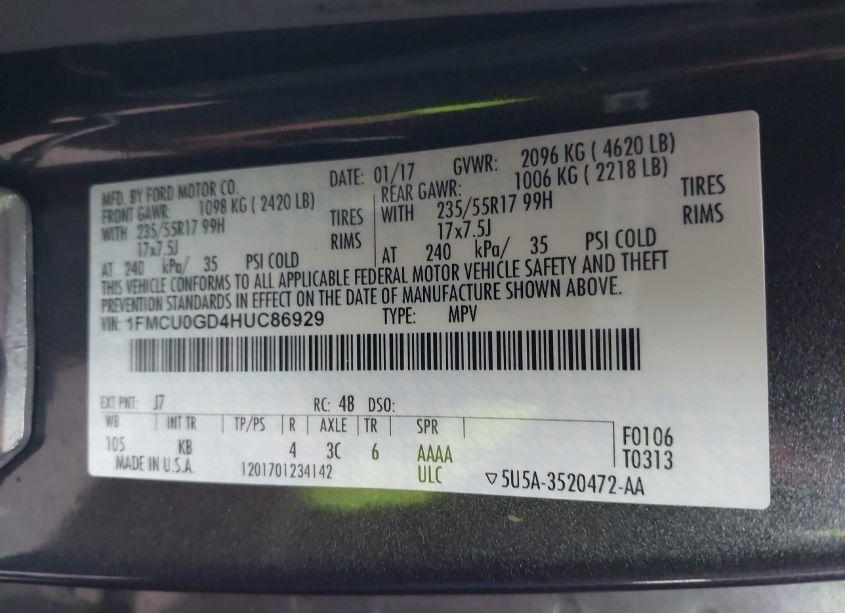 MFD. BY FORD MOTOR CO. DATE: 01/17 GVWR: 2096 KG ( 4620 LB)
FRONT GAWR: 1098 KG ( 2420 LB) REAR GAWR: 1006 KG ( 2218 LB)
WITH 235/55R17 99H TIRES WITH 235/55R17 99H TIRES
17x7.5J RIMS 17x7.5J RIMS
AT 240 kPa/ 35 PSI COLD AT 240 kPa/ 35 PSI COLD
THIS VEHICLE CONFORMS TO ALL APPLICABLE FEDERAL MOTOR VEHICLE SAFETY AND THEFT
PREVENTION STANDARDS IN EFFECT ON THE DATE OF MANUFACTURE SHOWN ABOVE.
VIN: 1FMCU0GD4HUC86929 TYPE: MPV
EXT PNT: J7 RC: 48 DSO:
WB INT TR TP/PS R AXLE TR SPR
105 KB 4 3C 6 AAAA
ULC
F0106
T0313
MADE IN U.S.A. 1201701234142
▽5U5A-3520472-AA